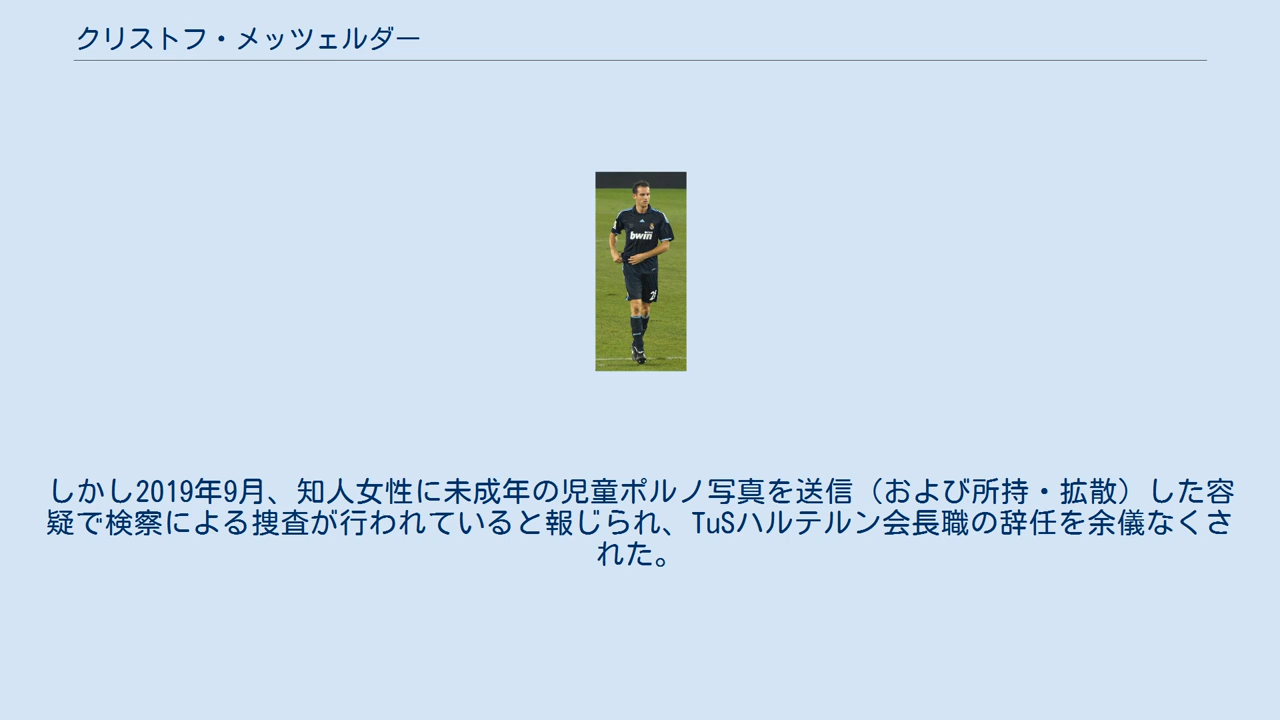 クリストフ・メッツェルダー
bwin
21
しかし2019年9月、知人女性に未成年の児童ポルノ写真を送信（および所持・拡散）した容
疑で検察による捜査が行われていると報じられ、TuSハルテルン会長職の辞任を余儀なくさ
れた。